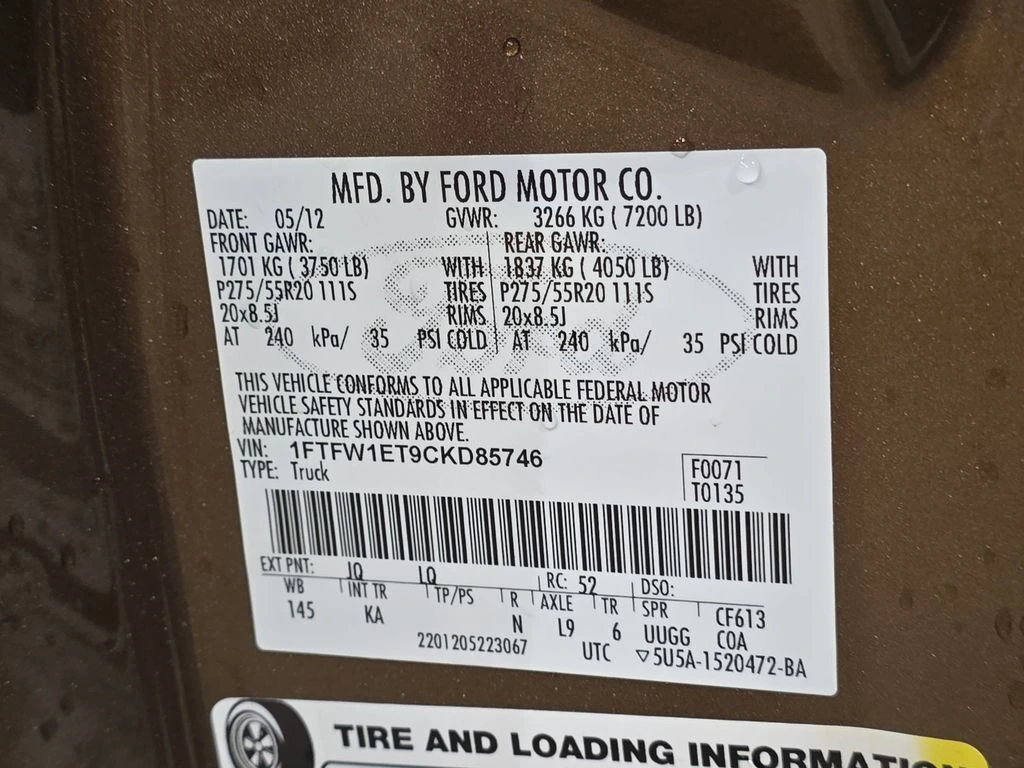 MFD. BY FORD MOTOR CO.
DATE: 05/12 GVWR: 3266 KG ( 7200 LB)
FRONT GAWR: REAR GAWR:
1701 KG ( 3750 LB) WITH 1837 KG ( 4050 LB) WITH
P275/55R20 111S TIRES P275/55R20 111S TIRES
20x8.5J RIMS 20x8.5J RIMS
AT 240 kPa/ 35 PSI COLD AT 240 kPa/ 35 PSI COLD
THIS VEHICLE CONFORMS TO ALL APPLICABLE FEDERAL MOTOR
VEHICLE SAFETY STANDARDS IN EFFECT ON THE DATE OF
MANUFACTURE SHOWN ABOVE.
VIN: 1FTFW1ET9CKD85746
TYPE: Truck
F0071
T0135
EXT PNT: JQ LQ RC: 52 DSO:
WB INT TR TP/PS R AXLE TR SPR CF613
145 KA N L9 6 UUGG COA
2201205223067 UTC ▽5U5A-1520472-BA
TIRE AND LOADING INFORMATION